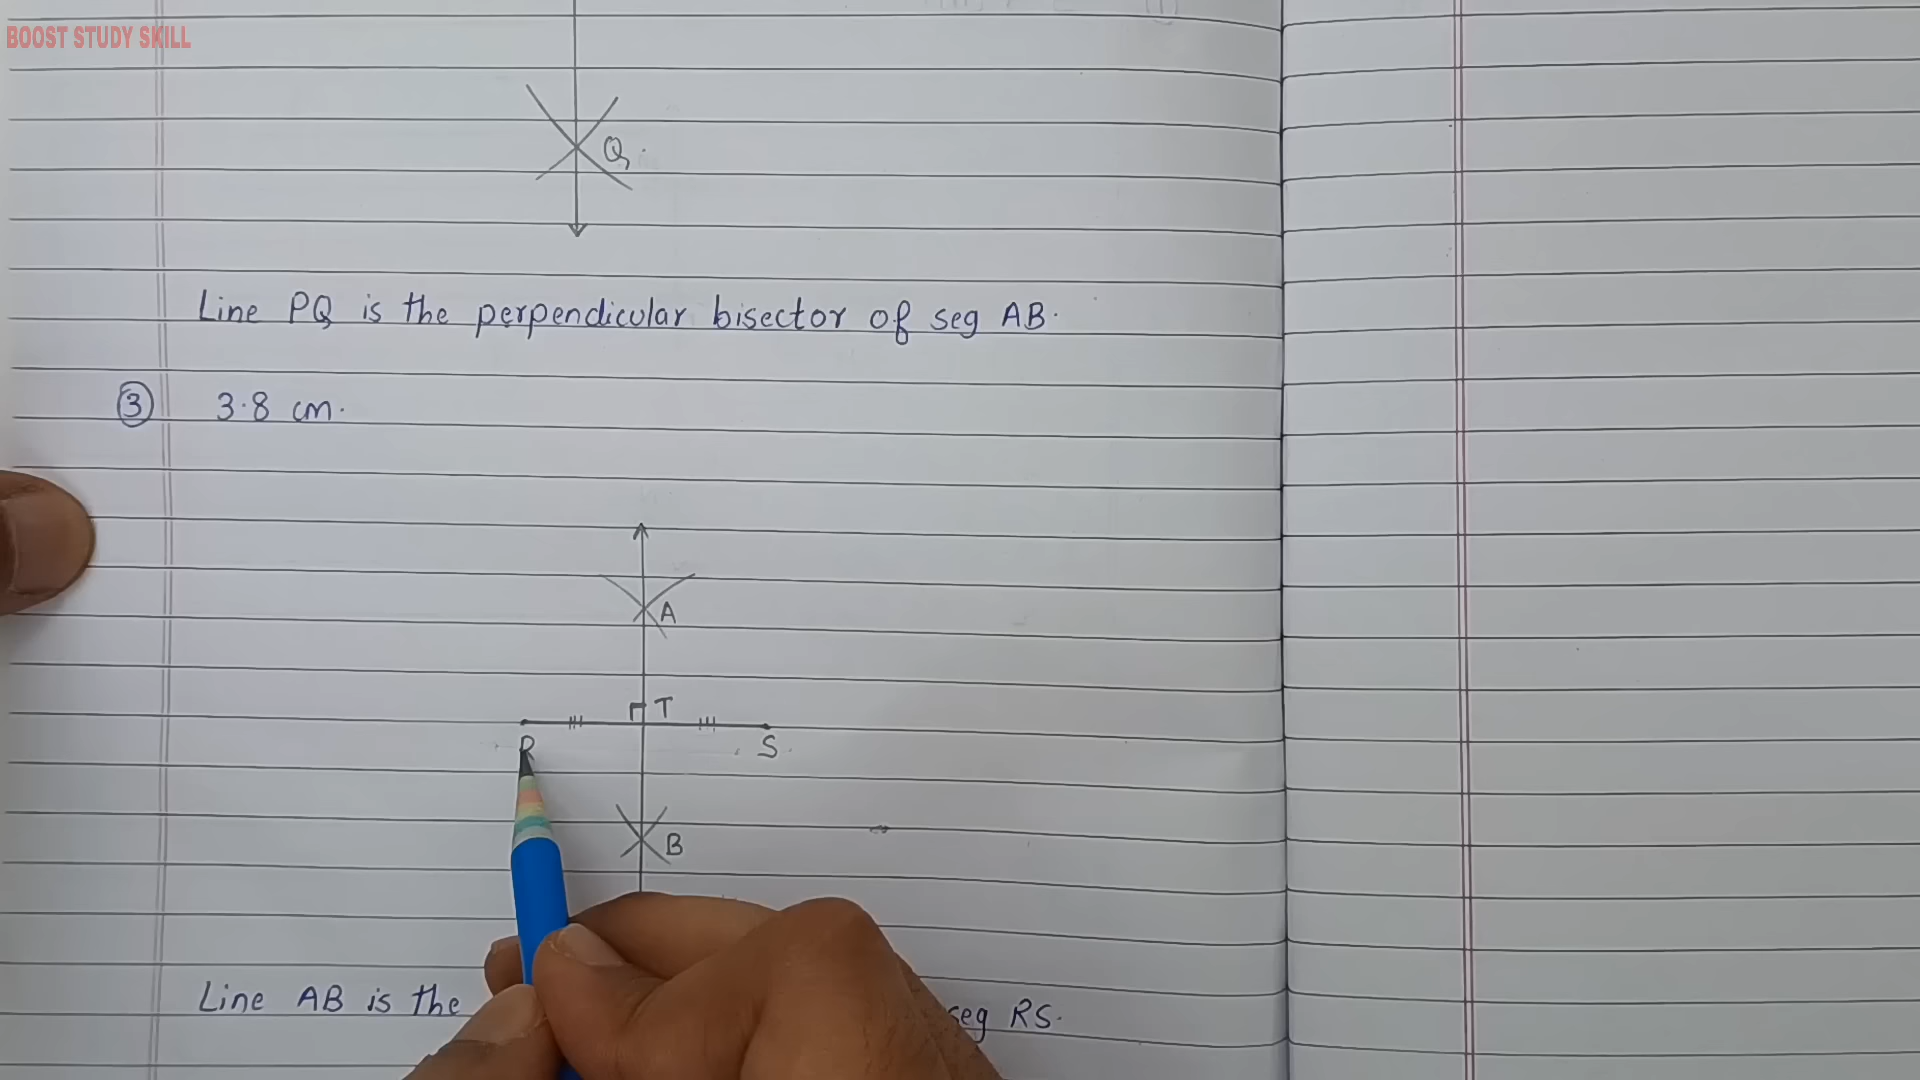 BOOST STUDY SKILL
Q
Line PQ is the perpendicular bisector of seg AB.
3 3.8 cm.
A
T
R S
B
Line AB is the seg RS.